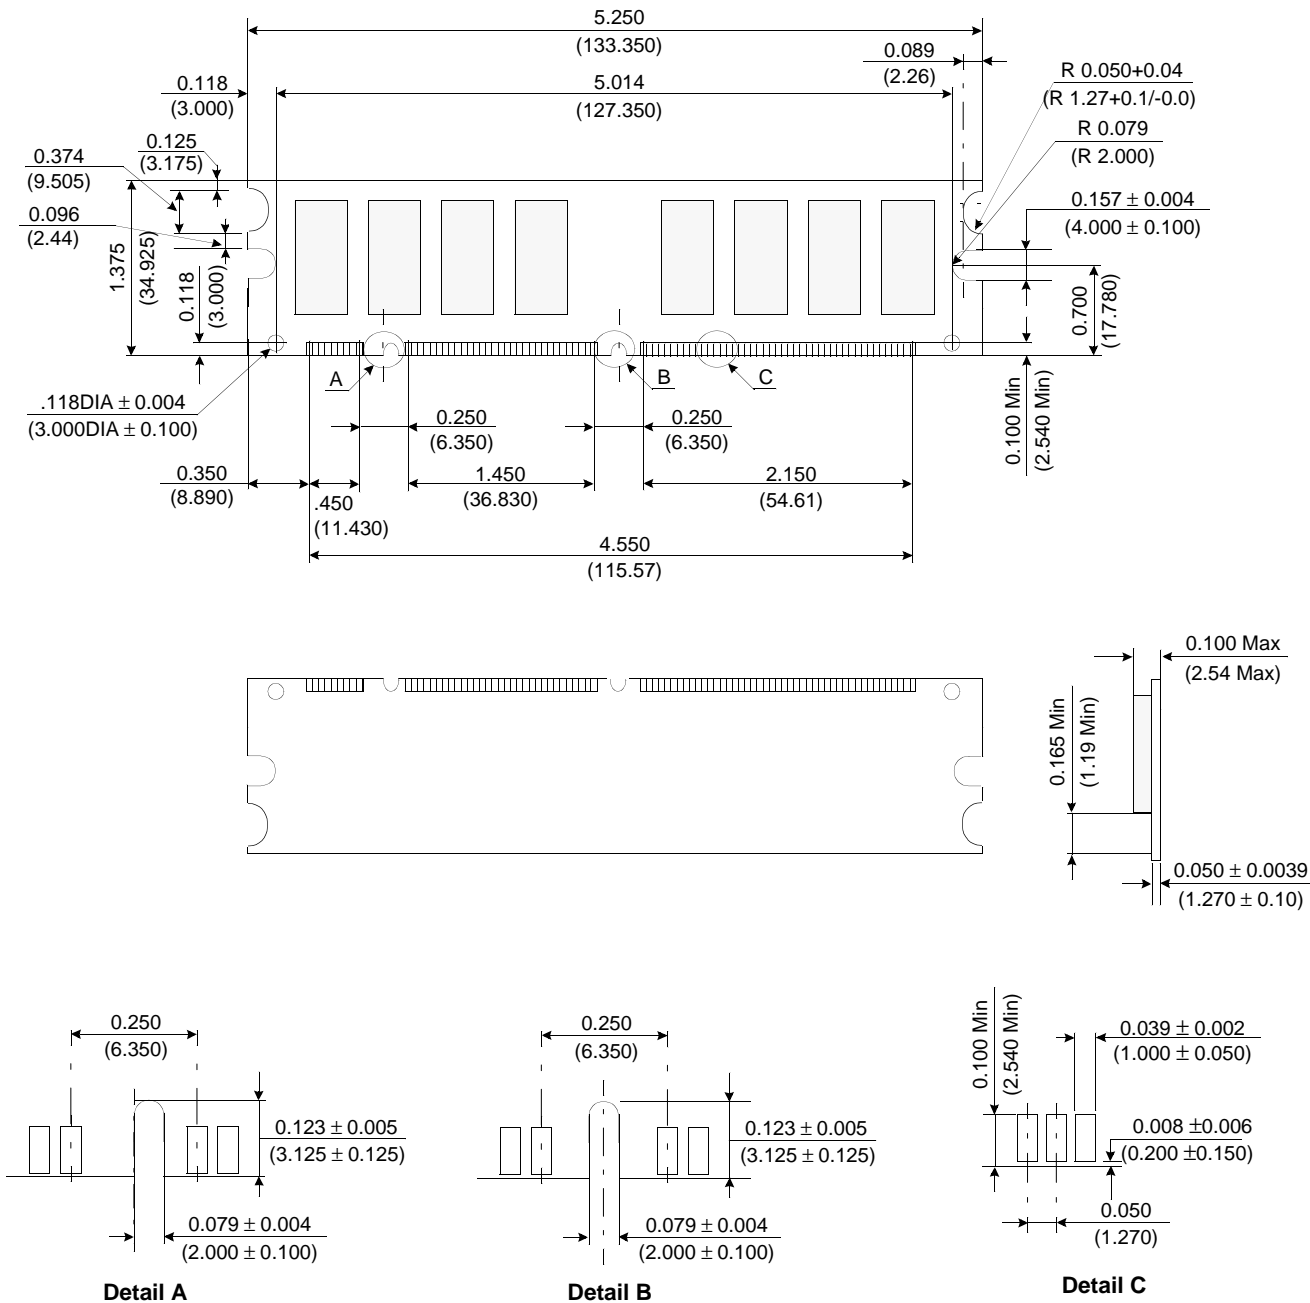 5.250
(133.350)
0.089
(2.26)
R 0.050+0.04
(R 1.27+0.1/-0.0)
0.118
(3.000)
5.014
(127.350)
R 0.079
(R 2.000)
0.125
(3.175)
0.374
(9.505)
0.157 ± 0.004
(4.000 ± 0.100)
0.096
(2.44)
1.375
(34.925)
0.118
(3.000)
0.700
(17.780)
A
B
C
.118DIA ± 0.004
(3.000DIA ± 0.100)
0.250
(6.350)
0.250
(6.350)
0.100 Min
(2.540 Min)
0.350
(8.890)
.450
(11.430)
1.450
(36.830)
2.150
(54.61)
4.550
(115.57)
0.100 Max
(2.54 Max)
0.165 Min
(1.19 Min)
0.050 ± 0.0039
(1.270 ± 0.10)
0.250
(6.350)
0.123 ± 0.005
(3.125 ± 0.125)
0.079 ± 0.004
(2.000 ± 0.100)
Detail A
0.250
(6.350)
0.123 ± 0.005
(3.125 ± 0.125)
0.079 ± 0.004
(2.000 ± 0.100)
Detail B
0.100 Min
(2.540 Min)
0.039 ± 0.002
(1.000 ± 0.050)
0.008 ±0.006
(0.200 ±0.150)
0.050
(1.270)
Detail C